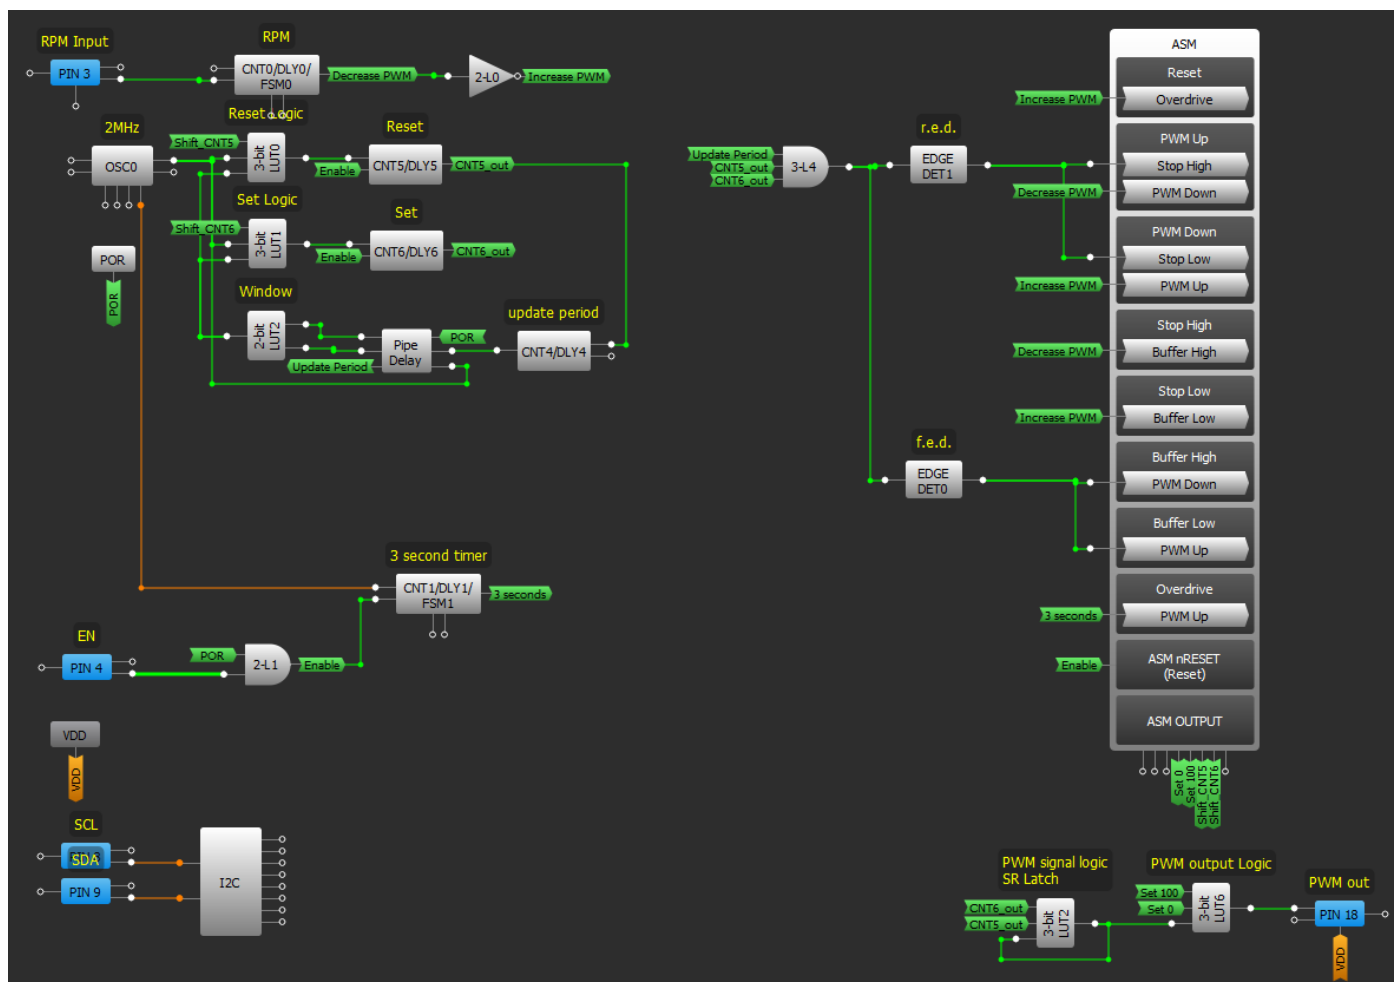 RPM Input
PIN 3
RPM
CNT0/DLY0/
FSM0
Decrease PWM
2-L0
Increase PWM
2MHz
OSC0
Reset Logic
Shift_CNT5
3-bit
LUT0
Enable
Reset
CNT5/DLY5
CNT5_out
Set Logic
Shift_CNT6
3-bit
LUT1
Enable
Set
CNT6/DLY6
CNT6_out
POR
POR
Window
2-bit
LUT2
Update Period
Pipe
Delay
POR
update period
CNT4/DLY4
3 second timer
CNT1/DLY1/
FSM1
3 seconds
EN
PIN 4
POR
2-L1
Enable
VDD
VDD
SCL
SDA
PIN 9
I2C
Update Period
CNT5_out
CNT6_out
3-L4
r.e.d.
EDGE
DET1
f.e.d.
EDGE
DET0
ASM
Reset
Increase PWM
Overdrive
PWM Up
Stop High
Decrease PWM
PWM Down
PWM Down
Stop Low
Increase PWM
PWM Up
Stop High
Decrease PWM
Buffer High
Stop Low
Increase PWM
Buffer Low
Buffer High
PWM Down
Buffer Low
PWM Up
Overdrive
3 seconds
PWM Up
Enable
ASM nRESET
(Reset)
ASM OUTPUT
Set 0
Set 100
Shift_CNT5
Shift_CNT6
PWM signal logic
SR Latch
CNT6_out
CNT5_out
3-bit
LUT2
PWM output Logic
Set 100
Set 0
3-bit
LUT6
PWM out
PIN 18
VDD